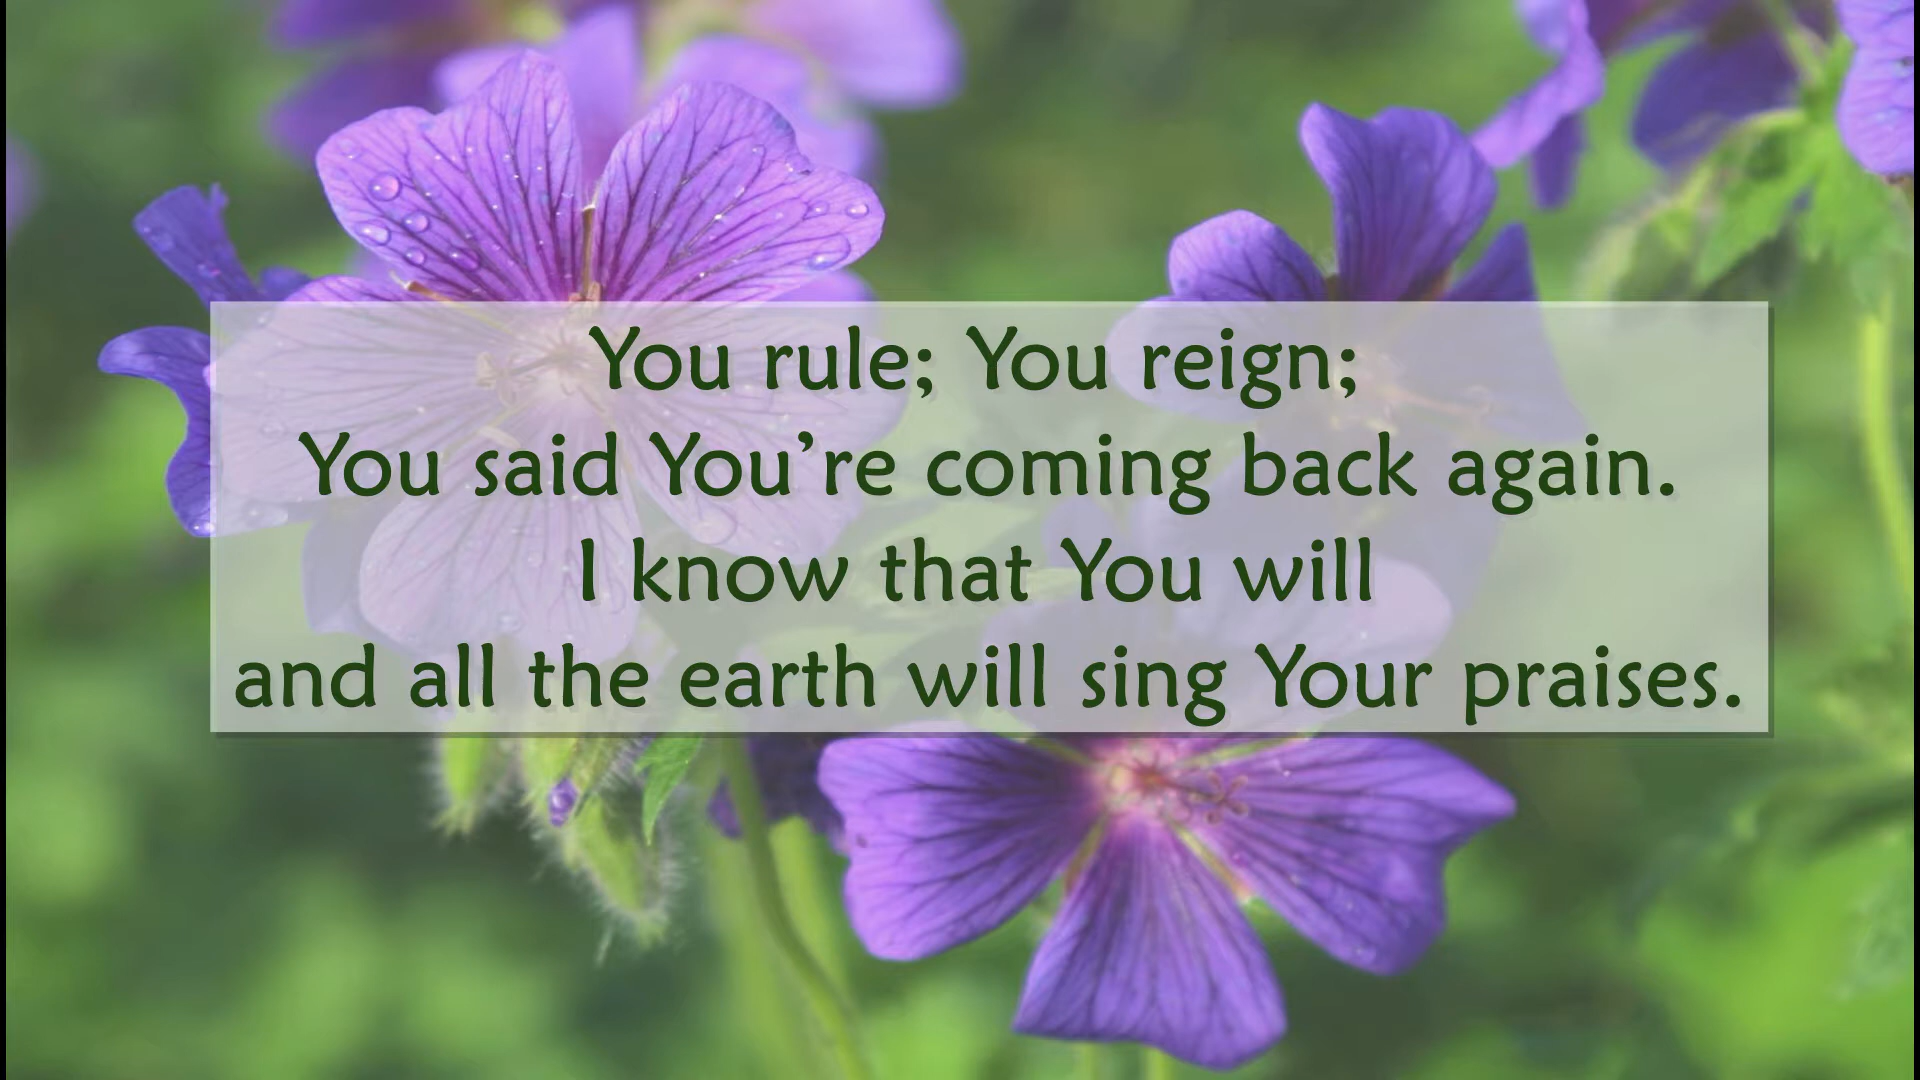 You rule; You reign;
You said You’re coming back again.
I know that You will
and all the earth will sing Your praises.